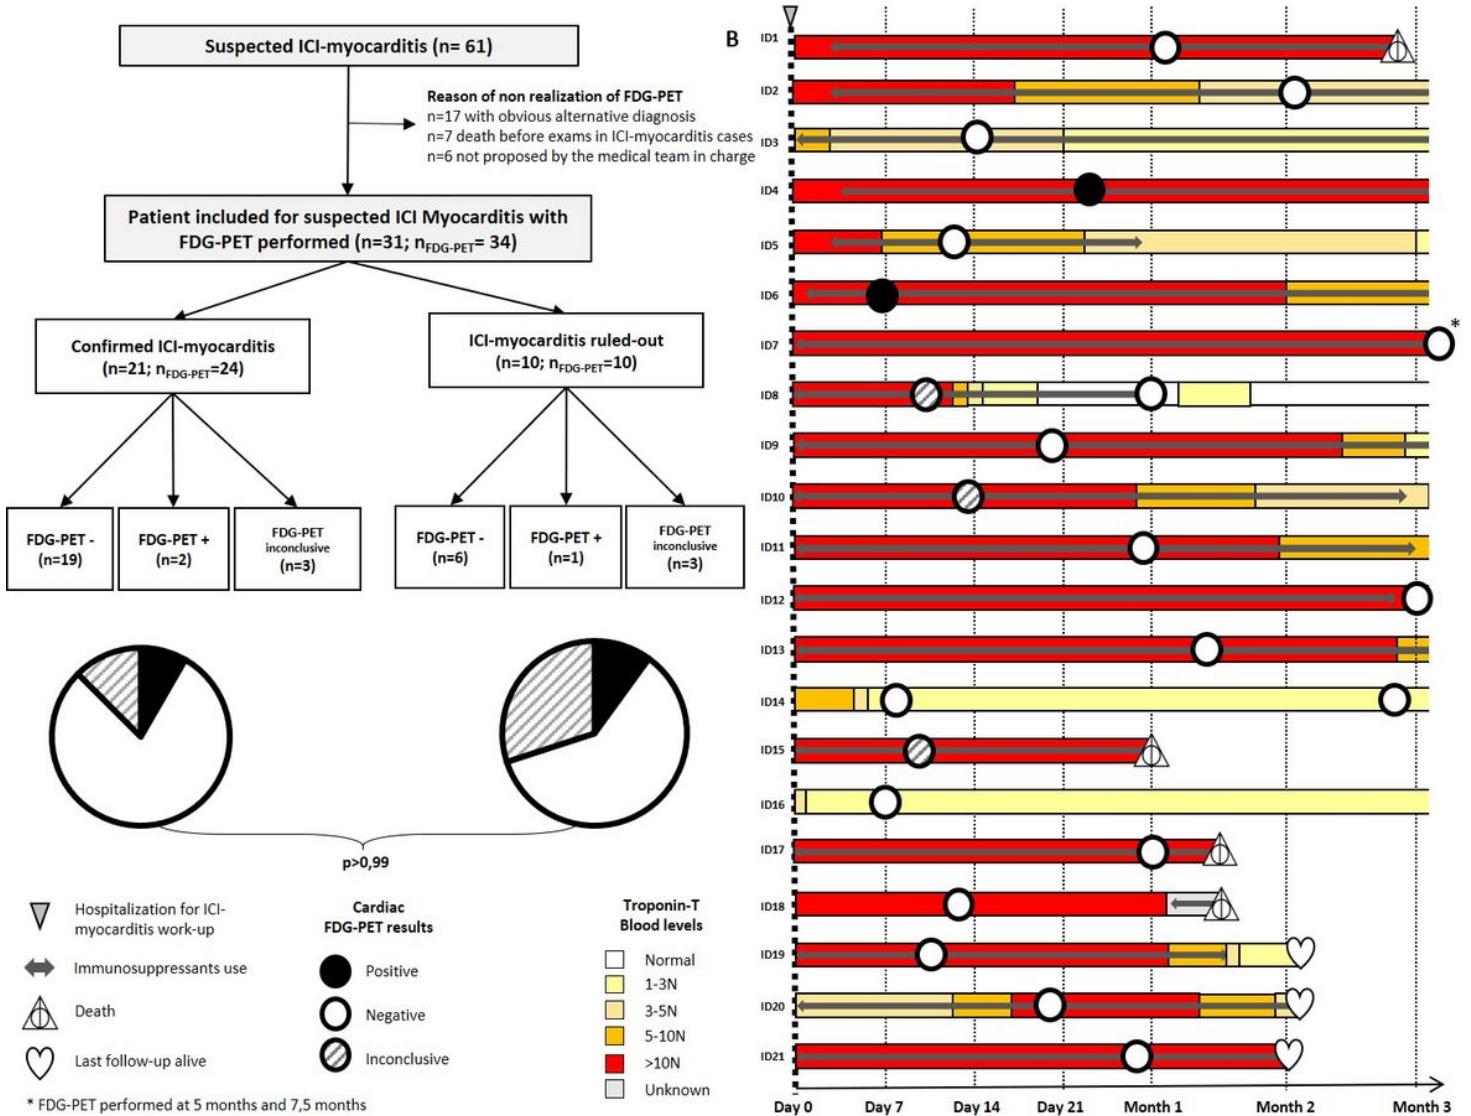 Suspected ICI-myocarditis (n= 61)
Reason of non realization of FDG-PET
n=17 with obvious alternative diagnosis
n=7 death before exams in ICI-myocarditis cases
n=6 not proposed by the medical team in charge
Patient included for suspected ICI Myocarditis with
FDG-PET performed (n=31; nFDG-PET= 34)
Confirmed ICI-myocarditis
(n=21; nFDG-PET=24)
ICI-myocarditis ruled-out
(n=10; nFDG-PET=10)
FDG-PET -
(n=19)
FDG-PET +
(n=2)
FDG-PET
inconclusive
(n=3)
FDG-PET -
(n=6)
FDG-PET +
(n=1)
FDG-PET
inconclusive
(n=3)
p>0,99
Hospitalization for ICI-
myocarditis work-up
Immunosuppressants use
Death
Last follow-up alive
* FDG-PET performed at 5 months and 7,5 months
Cardiac
FDG-PET results
Positive
Negative
Inconclusive
Troponin-T
Blood levels
Normal
1-3N
3-5N
5-10N
>10N
Unknown
B
ID1
ID2
ID3
ID4
ID5
ID6
ID7
*
ID8
ID9
ID10
ID11
ID12
ID13
ID14
ID15
ID16
ID17
ID18
ID19
ID20
ID21
Day 0
Day 7
Day 14
Day 21
Month 1
Month 2
Month 3